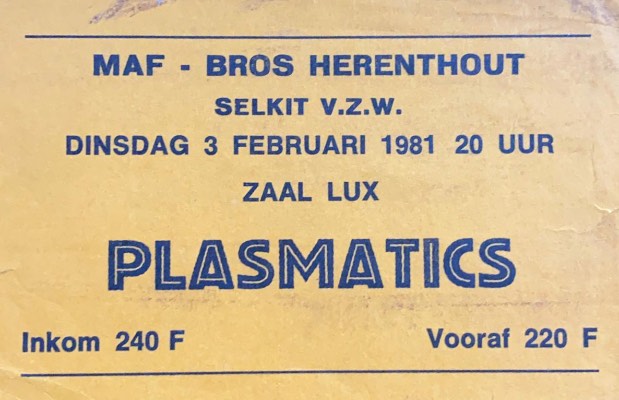 MAF - BROS HERENTHOUT
SELKIT V.Z.W.
DINSDAG 3 FEBRUARI 1981 20 UUR
ZAAL LUX
PLASMATICS
Inkom 240 F Vooraf 220 F